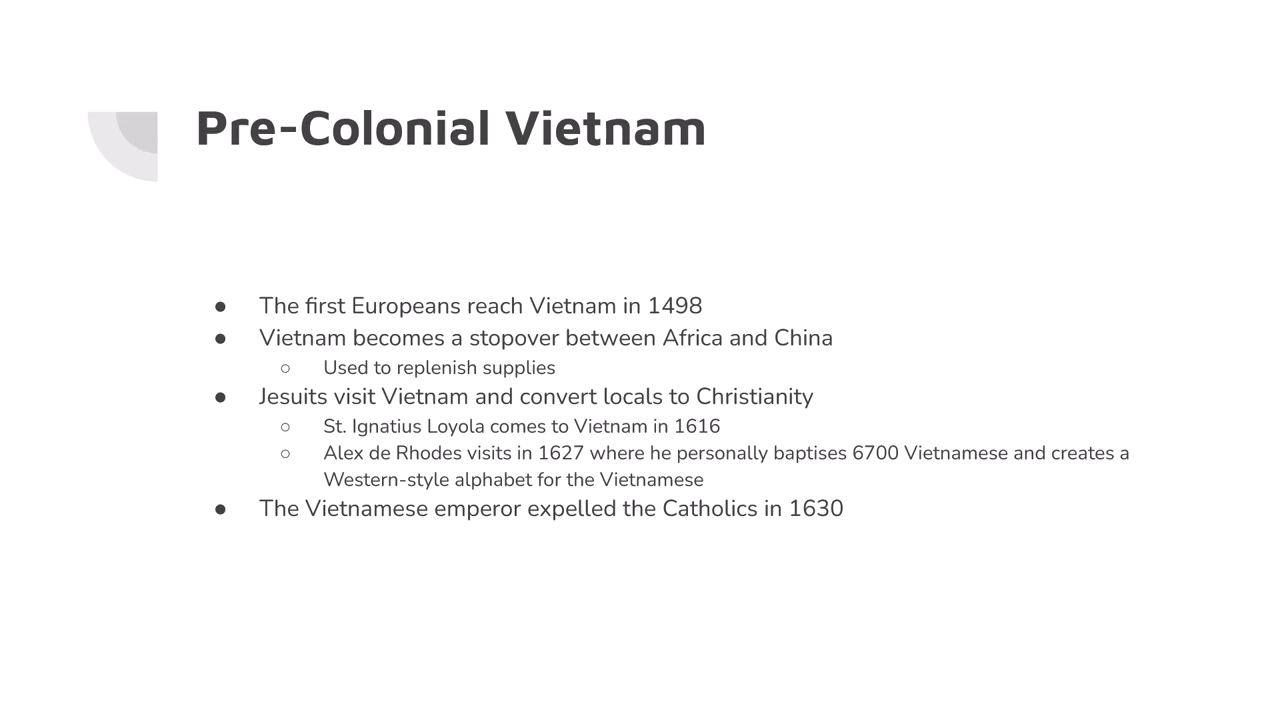 Pre-Colonial Vietnam
● The first Europeans reach Vietnam in 1498
● Vietnam becomes a stopover between Africa and China
○ Used to replenish supplies
● Jesuits visit Vietnam and convert locals to Christianity
○ St. Ignatius Loyola comes to Vietnam in 1616
○ Alex de Rhodes visits in 1627 where he personally baptises 6700 Vietnamese and creates a
Western-style alphabet for the Vietnamese
● The Vietnamese emperor expelled the Catholics in 1630